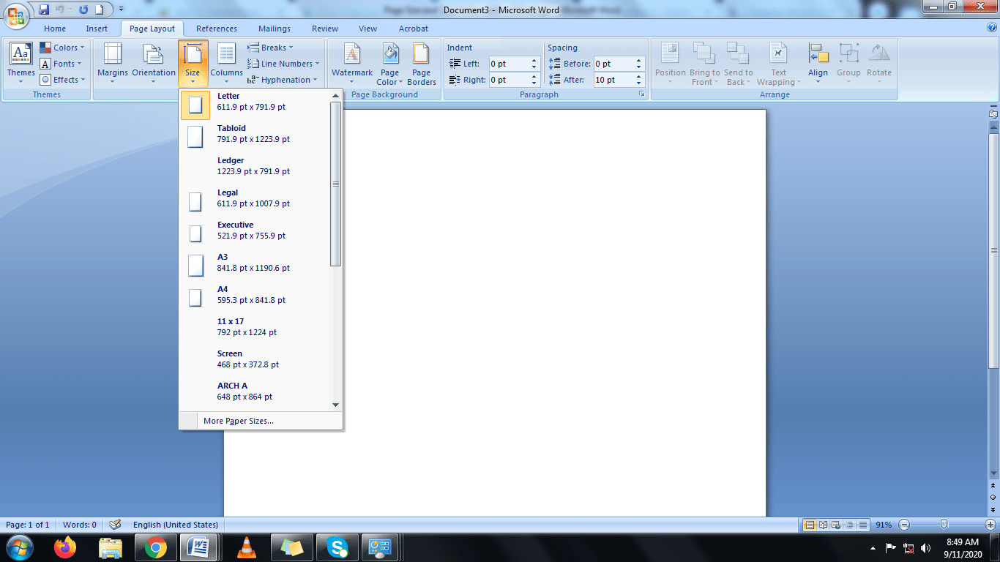 Document3 - Microsoft Word
Home Insert Page Layout References Mailings Review View Acrobat
Aa Themes
Colors
Fonts
Effects
Themes
Margins Orientation Size Columns
Breaks
Line Numbers
Hyphenation
Watermark Page Color Page Borders
Page Background
Indent
Left: 0 pt
Right: 0 pt
Spacing
Before: 0 pt
After: 10 pt
Paragraph
Position Bring to Front Send to Back Text Wrapping Align Group Rotate
Arrange
Letter
611.9 pt x 791.9 pt
Tabloid
791.9 pt x 1223.9 pt
Ledger
1223.9 pt x 791.9 pt
Legal
611.9 pt x 1007.9 pt
Executive
521.9 pt x 755.9 pt
A3
841.8 pt x 1190.6 pt
A4
595.3 pt x 841.8 pt
11 x 17
792 pt x 1224 pt
Screen
468 pt x 372.8 pt
ARCH A
648 pt x 864 pt
More Paper Sizes...
Page: 1 of 1 Words: 0 English (United States) 91%
8:49 AM
9/11/2020